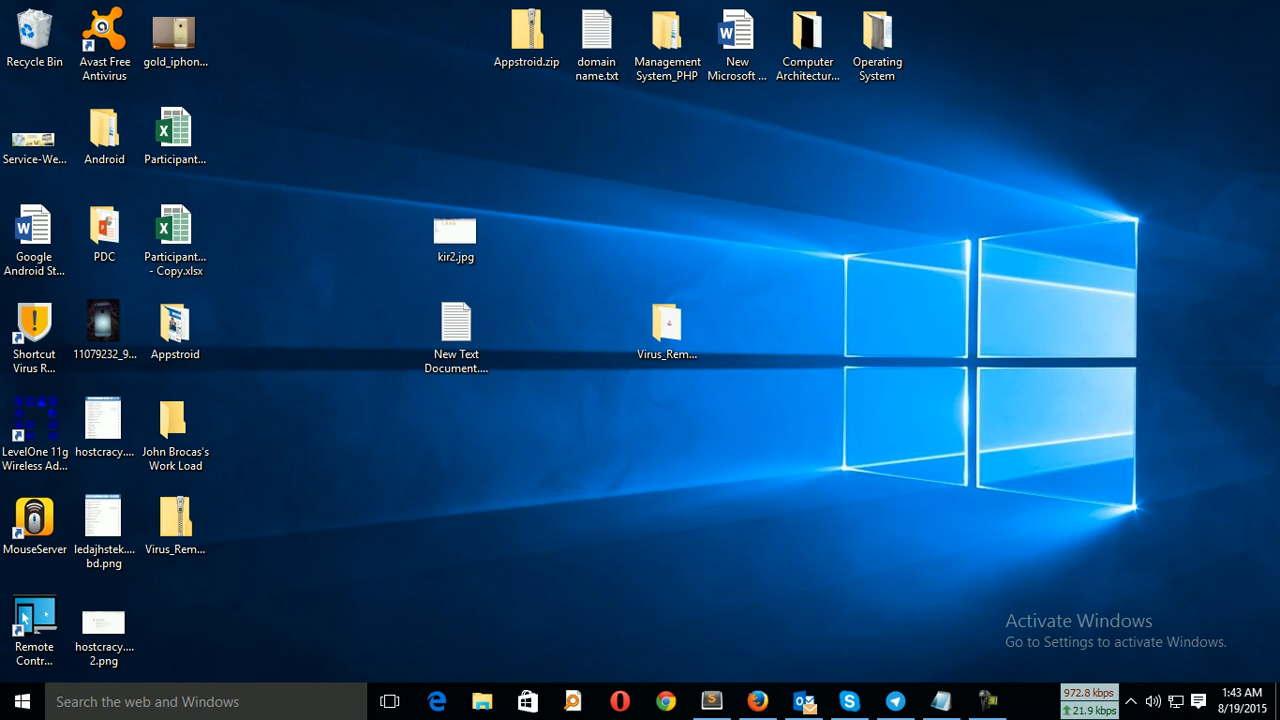 Recycle Bin
Avast Free
Antivirus
gold_iphon...
Appstroid.zip
domain
name.txt
Management
System_PHP
New
Microsoft ...
Computer
Architectur...
Operating
System
Service-We...
Android
Participant...
Google
Android St...
PDC
Participant...
- Copy.xlsx
kir2.jpg
Shortcut
Virus R...
11079232_9...
Appstroid
New Text
Document....
Virus_Rem...
LevelOne 11g
Wireless Ad...
hostcracy....
John Brocas's
Work Load
MouseServer
ledajhstek....
bd.png
Virus_Rem...
Remote
Contr...
hostcracy....
2.png
Activate Windows
Go to Settings to activate Windows.
Search the web and Windows
972.8 kbps
21.9 kbps
1:43 AM
8/19/2015